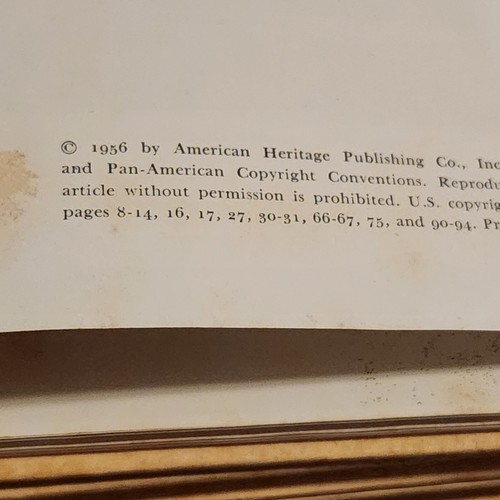 © 1956 by American Heritage Publishing Co., Inc
and Pan-American Copyright Conventions. Reprodu
article without permission is prohibited. U.S. copyrig
pages 8-14, 16, 17, 27, 30-31, 66-67, 75, and 90-94. Pr